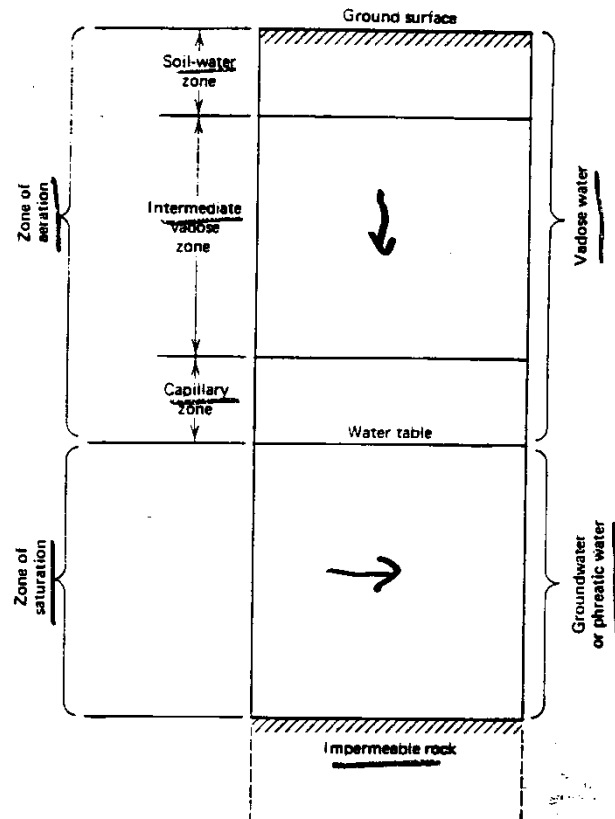 Ground surface
Soil-water
zone
Zone of
aeration
Intermediate
vadose
zone
Vadose water
Capillary
zone
Water table
Zone of
saturation
Groundwater
or phreatic water
Impermeable rock